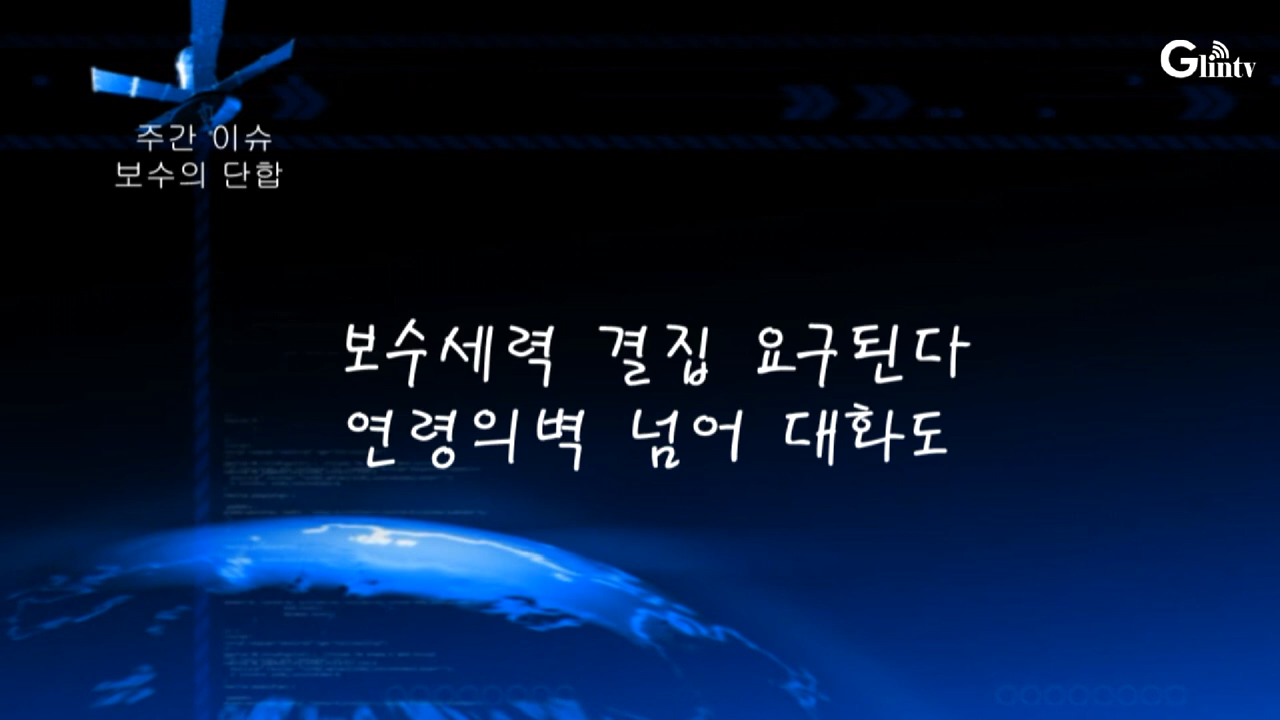 Glintv
주간 이슈
보수의 단합
보수세력 결집 요구된다
연령의벽 넘어 대화도